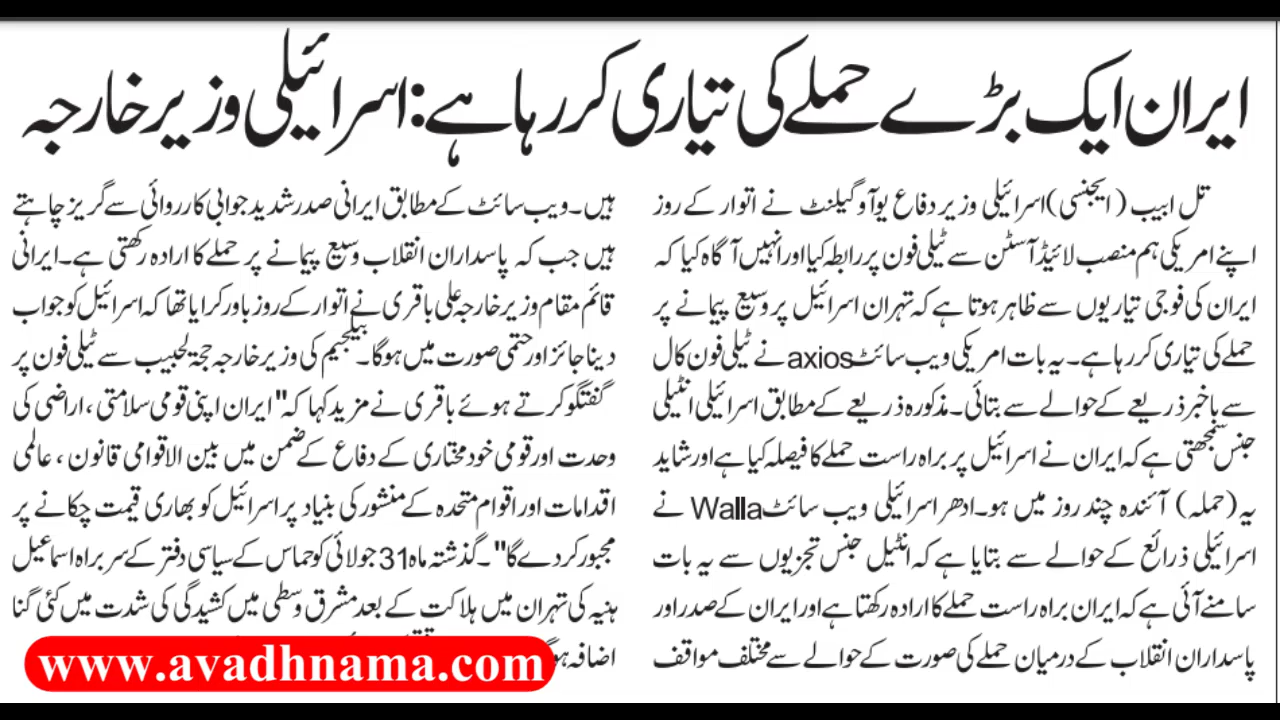 ایران ایک بڑے حملے کی تیاری کر رہا ہے: اسرائیلی وزیر خارجہ
تل ابیب (ایجنسی) اسرائیلی وزیر دفاع یوآو گیلنٹ نے اتوار کے روز
اپنے امریکی ہم منصب لائیڈ آسٹن سے ٹیلی فون پر رابطہ کیا اور انہیں آگاہ کیا کہ
ایران کی فوجی تیاریوں سے ظاہر ہوتا ہے کہ تہران اسرائیل پر وسیع پیمانے پر
حملے کی تیاری کر رہا ہے۔ یہ بات امریکی ویب سائٹ axios نے ٹیلی فون کال
سے باخبر ذریعے کے حوالے سے بتائی۔ مذکورہ ذریعے کے مطابق اسرائیلی انٹیلی
جنس سمجھتی ہے کہ ایران نے اسرائیل پر براہ راست حملے کا فیصلہ کیا ہے اور شاید
یہ (حملہ) آئندہ چند روز میں ہو۔ ادھر اسرائیلی ویب سائٹ Walla نے
اسرائیلی ذرائع کے حوالے سے بتایا ہے کہ انٹیل جنس تجزیوں سے یہ بات
سامنے آئی ہے کہ ایران براہ راست حملے کا ارادہ رکھتا ہے اور ایران کے صدر اور
پاسداران انقلاب کے درمیان حملے کی صورت کے حوالے سے مختلف مواقف
ہیں۔ ویب سائٹ کے مطابق ایرانی صدر شدید جوابی کارروائی سے گریز چاہتے
ہیں جب کہ پاسداران انقلاب وسیع پیمانے پر حملے کا ارادہ رکھتی ہے۔ ایرانی
قائم مقام وزیر خارجہ علی باقری نے اتوار کے روز باور کرایا تھا کہ اسرائیل کو جواب
دینا جائز اور حتمی صورت میں ہوگا۔ بیلجیم کی وزیر خارجہ حجۃ لحبیب سے ٹیلی فون پر
گفتگو کرتے ہوئے باقری نے مزید کہا کہ "ایران اپنی قومی سلامتی، اراضی کی
وحدت اور قومی خود مختاری کے دفاع کے ضمن میں بین الاقوامی قانون، عالمی
اقدامات اور اقوام متحدہ کے منشور کی بنیاد پر اسرائیل کو بھاری قیمت چکانے پر
مجبور کر دے گا"۔ گذشتہ ماہ 31 جولائی کو حماس کے سیاسی دفتر کے سربراہ اسماعیل
ہنیہ کی تہران میں ہلاکت کے بعد مشرق وسطی میں کشیدگی کی شدت میں کئی گنا
اضافہ
www.avadhnama.com